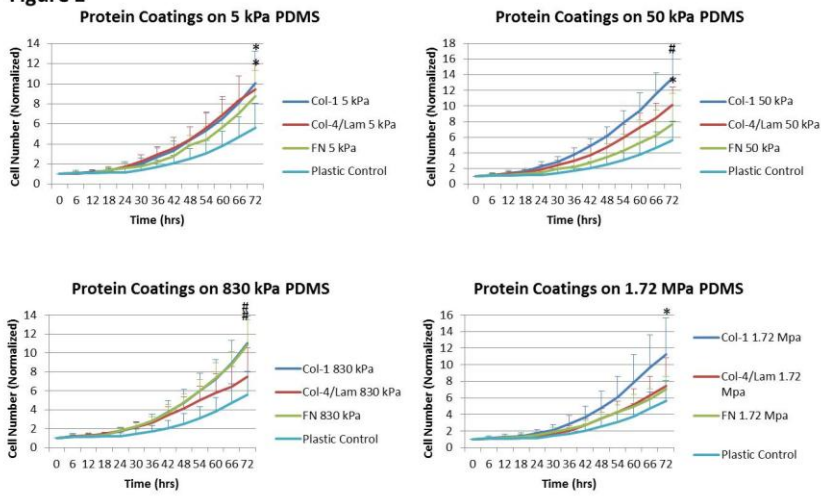 Protein Coatings on 5 kPa PDMS
Cell Number (Normalized)
14
12
10
8
6
4
2
0
*
*
0 6 12 18 24 30 36 42 48 54 60 66 72
Time (hrs)
Col-1 5 kPa
Col-4/Lam 5 kPa
FN 5 kPa
Plastic Control
Protein Coatings on 50 kPa PDMS
Cell Number (Normalized)
18
16
14
12
10
8
6
4
2
0
#
*
0 6 12 18 24 30 36 42 48 54 60 66 72
Time (hrs)
Col-1 50 kPa
Col-4/Lam 50 kPa
FN 50 kPa
Plastic Control
Protein Coatings on 830 kPa PDMS
Cell Number (Normalized)
14
12
10
8
6
4
2
0
#
#
0 6 12 18 24 30 36 42 48 54 60 66 72
Time (hrs)
Col-1 830 kPa
Col-4/Lam 830 kPa
FN 830 kPa
Plastic Control
Protein Coatings on 1.72 MPa PDMS
Cell Number (Normalized)
16
14
12
10
8
6
4
2
0
*
0 6 12 18 24 30 36 42 48 54 60 66 72
Time (hrs)
Col-1 1.72 Mpa
Col-4/Lam 1.72
Mpa
FN 1.72 Mpa
Plastic Control